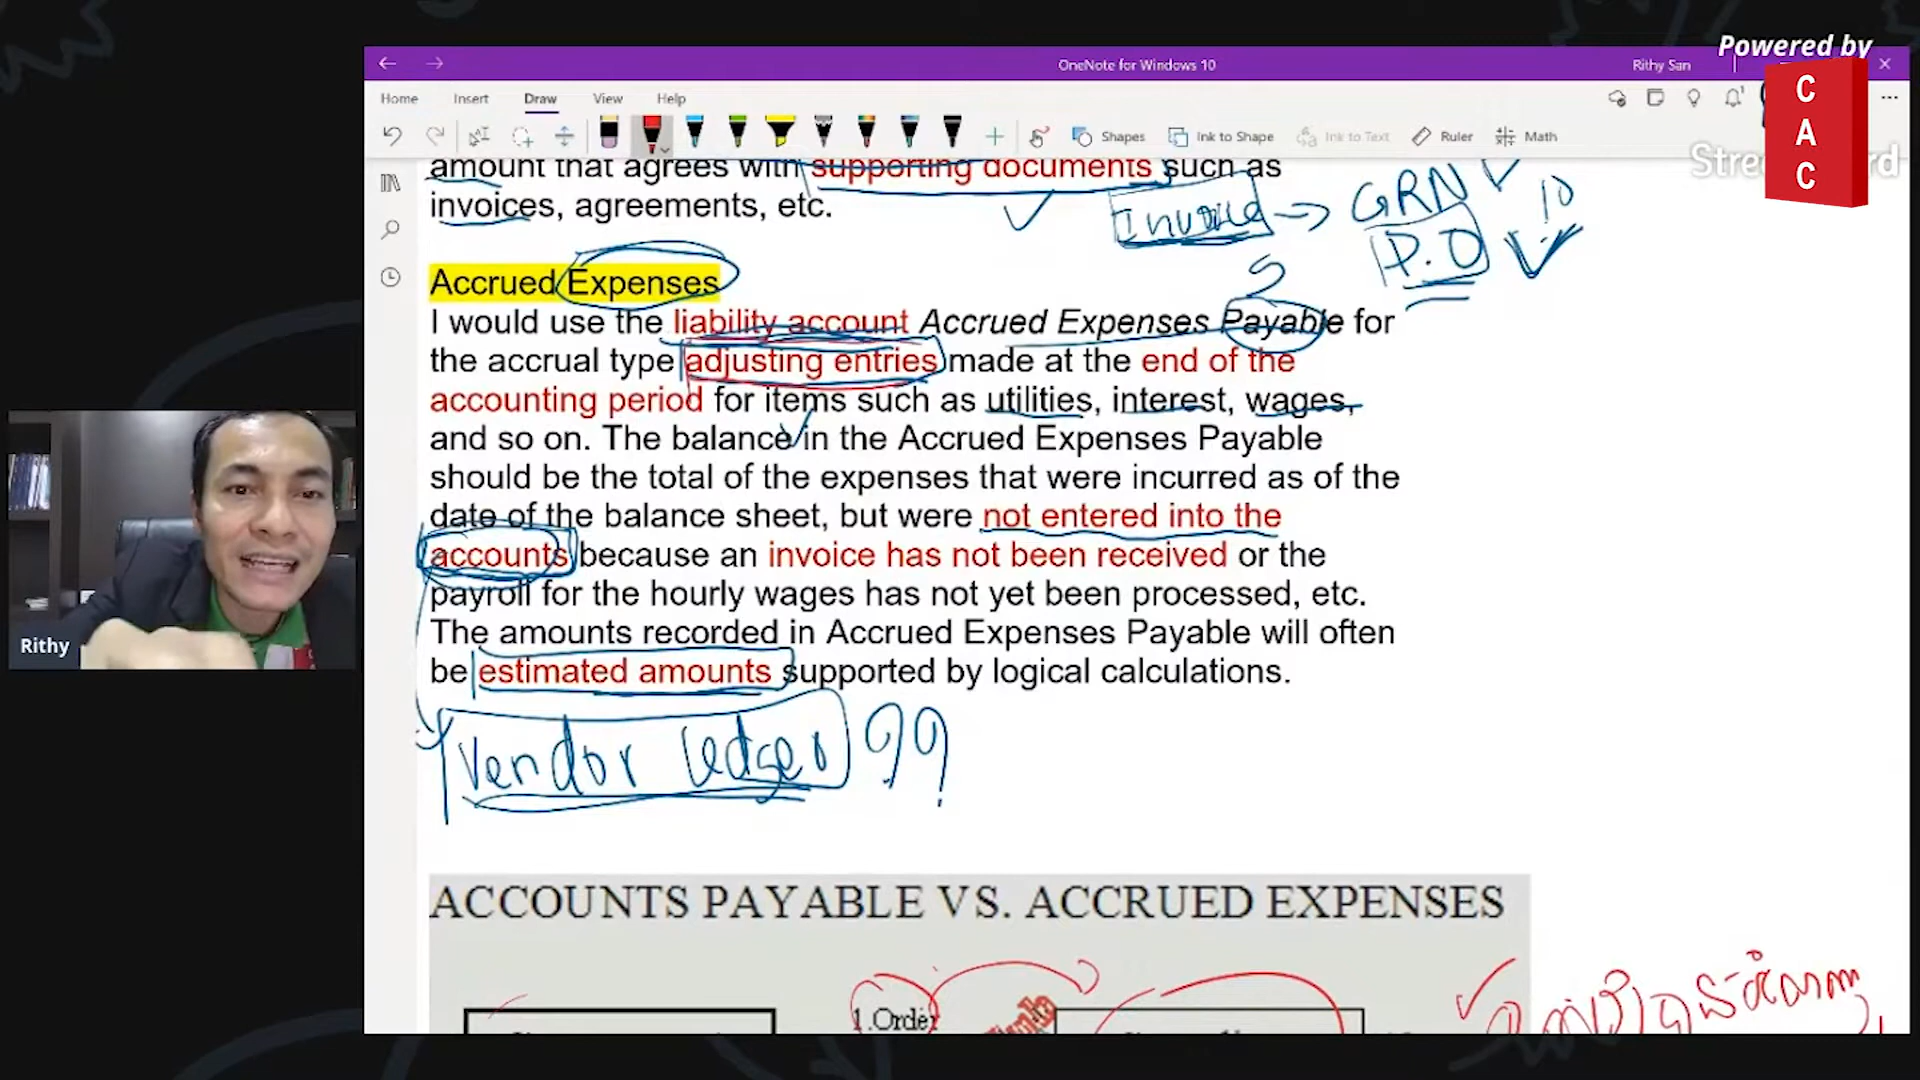 Powered by
C
A
C
OneNote for Windows 10
Rithy San
Home Insert Draw View Help
Shapes Ink to Shape Ink to Text Ruler Math
amount that agrees with supporting documents such as
invoices, agreements, etc.
Invoice → GRN
10
P.O
Accrued Expenses
I would use the liability account Accrued Expenses Payable for
the accrual type adjusting entries made at the end of the
accounting period for items such as utilities, interest, wages,
and so on. The balance in the Accrued Expenses Payable
should be the total of the expenses that were incurred as of the
date of the balance sheet, but were not entered into the
accounts because an invoice has not been received or the
payroll for the hourly wages has not yet been processed, etc.
The amounts recorded in Accrued Expenses Payable will often
be estimated amounts supported by logical calculations.
Vendor ledger ??
Rithy
ACCOUNTS PAYABLE VS. ACCRUED EXPENSES
1.Order